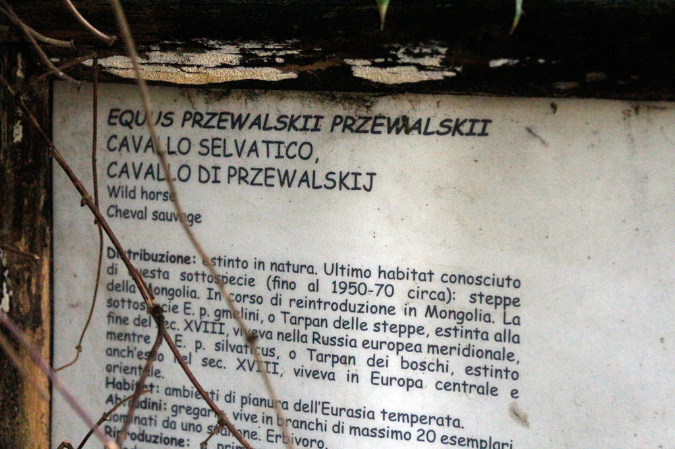 EQUUS PRZEWALSKII PRZEWALSKII
CAVALLO SELVATICO,
CAVALLO DI PRZEWALSKIJ
Wild horse
Cheval sauvage
Distribuzione: estinto in natura. Ultimo habitat conosciuto
di questa sottospecie (fino al 1950-70 circa): steppe
della Mongolia. In corso di reintroduzione in Mongolia. La
sottospecie E. p. gmelini, o Tarpan delle steppe, estinta alla
fine del sec. XVIII, viveva nella Russia europea meridionale,
mentre E. p. silvaticus, o Tarpan dei boschi, estinto
anch'esso nel sec. XVIII, viveva in Europa centrale e
orientale.
Habitat: ambienti di pianura dell'Eurasia temperata.
Abitudini: gregario, vive in branchi di massimo 20 esemplari
dominati da uno stallone. Erbivoro.
Riproduzione: